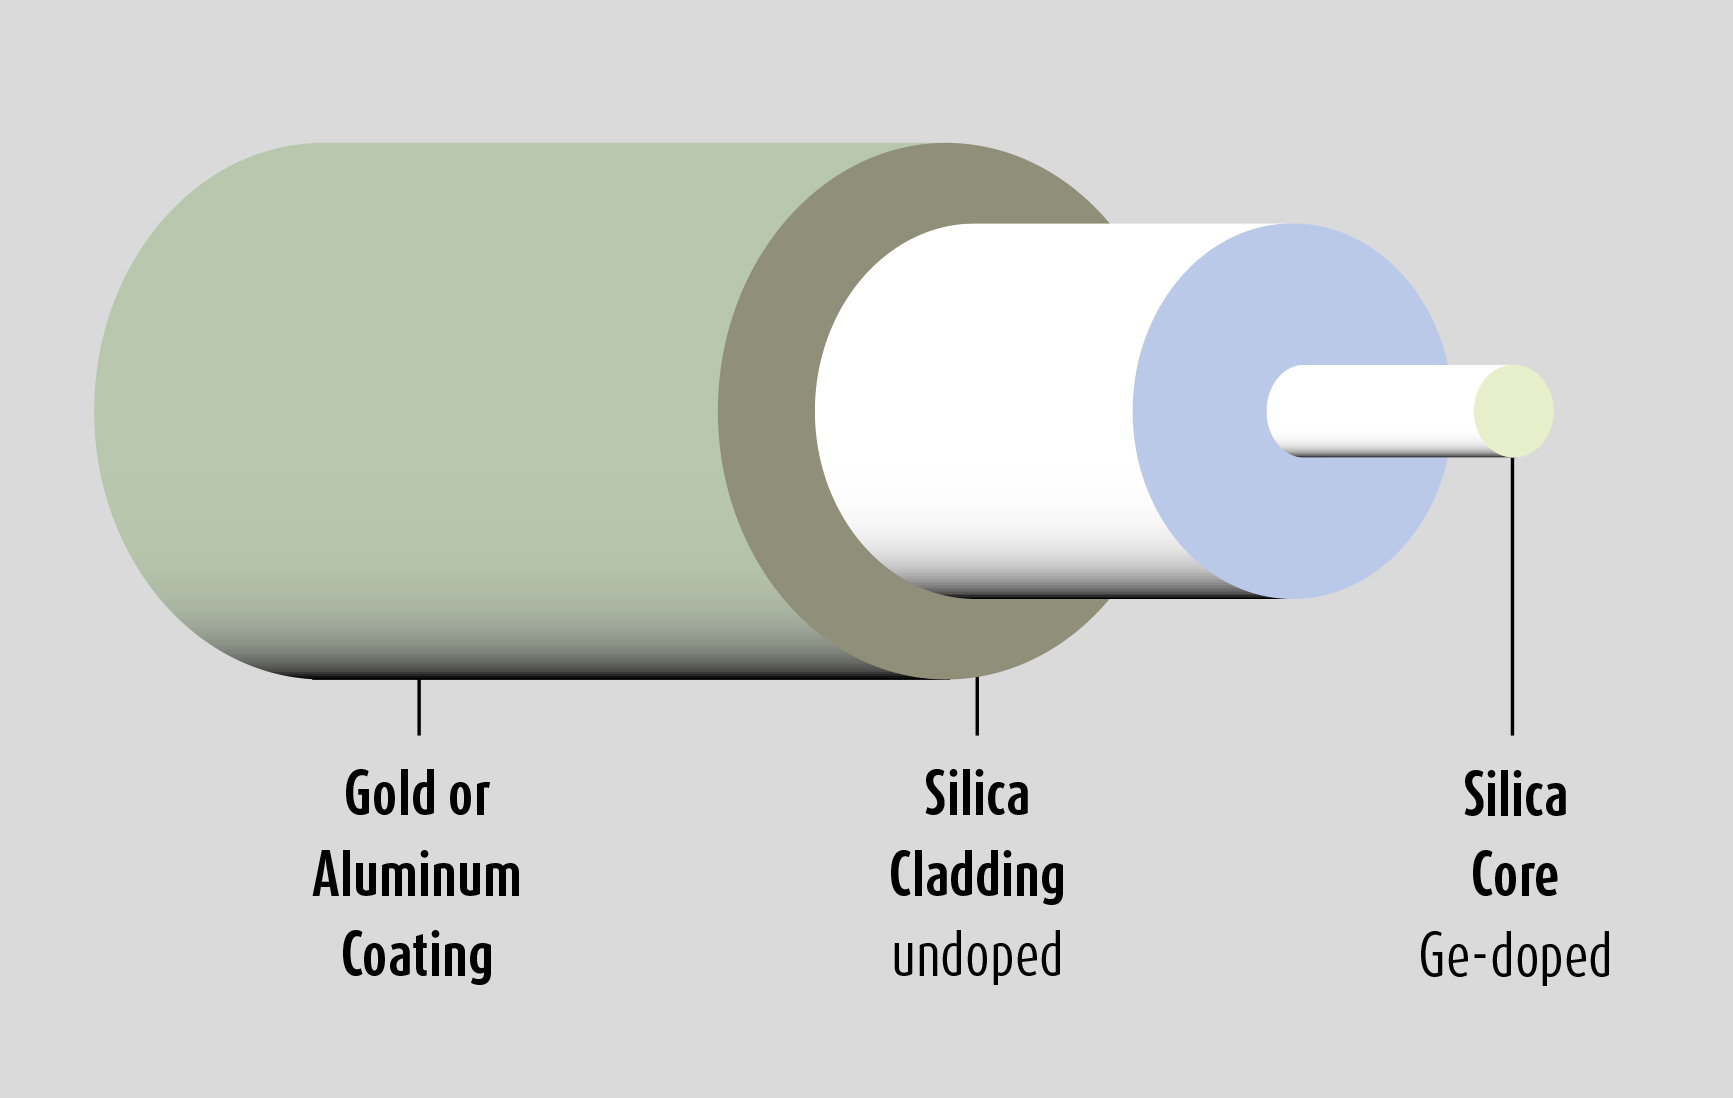 Gold or
Aluminum
Coating
Silica
Cladding
undoped
Silica
Core
Ge-doped